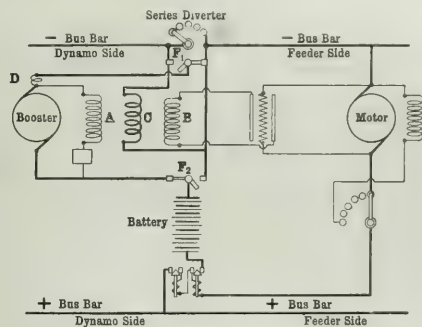 Series Diverter
− Bus Bar
Dynamo Side
F1
− Bus Bar
Feeder Side
D
Booster
A
C
B
Motor
F2
Battery
+ Bus Bar
Dynamo Side
+ Bus Bar
Feeder Side